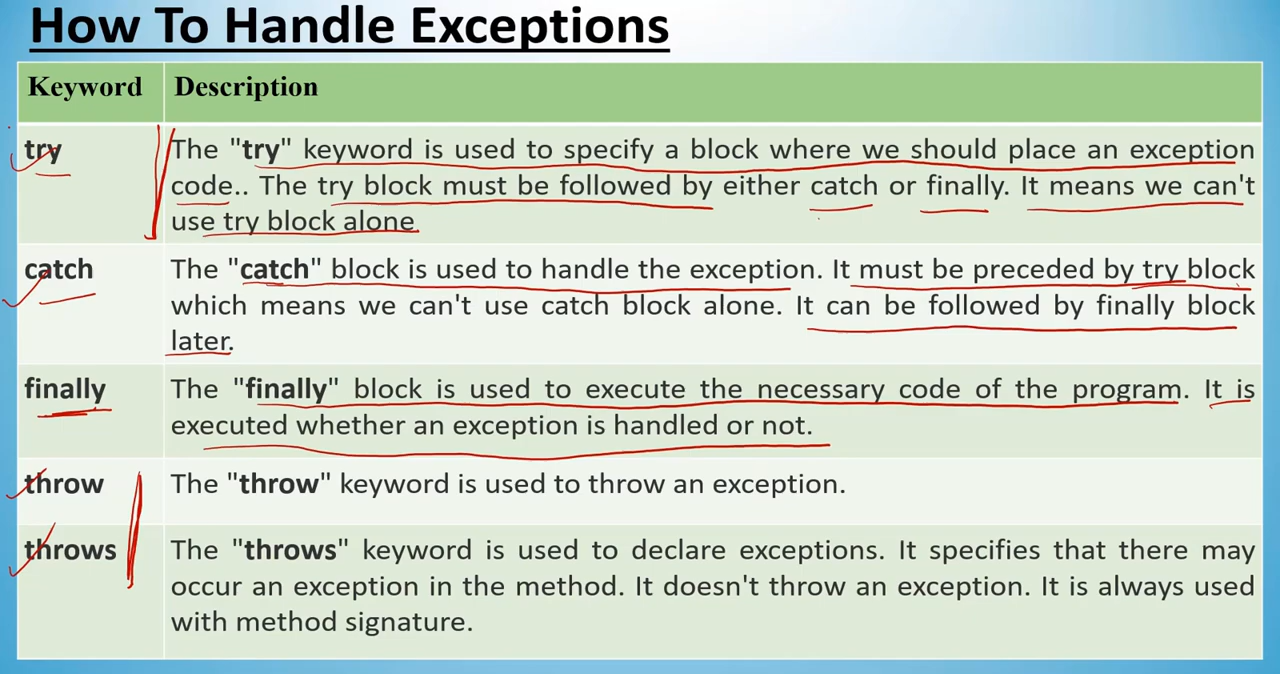 How To Handle Exceptions
Keyword Description
try The "try" keyword is used to specify a block where we should place an exception
code.. The try block must be followed by either catch or finally. It means we can't
use try block alone.
catch The "catch" block is used to handle the exception. It must be preceded by try block
which means we can't use catch block alone. It can be followed by finally block
later.
finally The "finally" block is used to execute the necessary code of the program. It is
executed whether an exception is handled or not.
throw The "throw" keyword is used to throw an exception.
throws The "throws" keyword is used to declare exceptions. It specifies that there may
occur an exception in the method. It doesn't throw an exception. It is always used
with method signature.